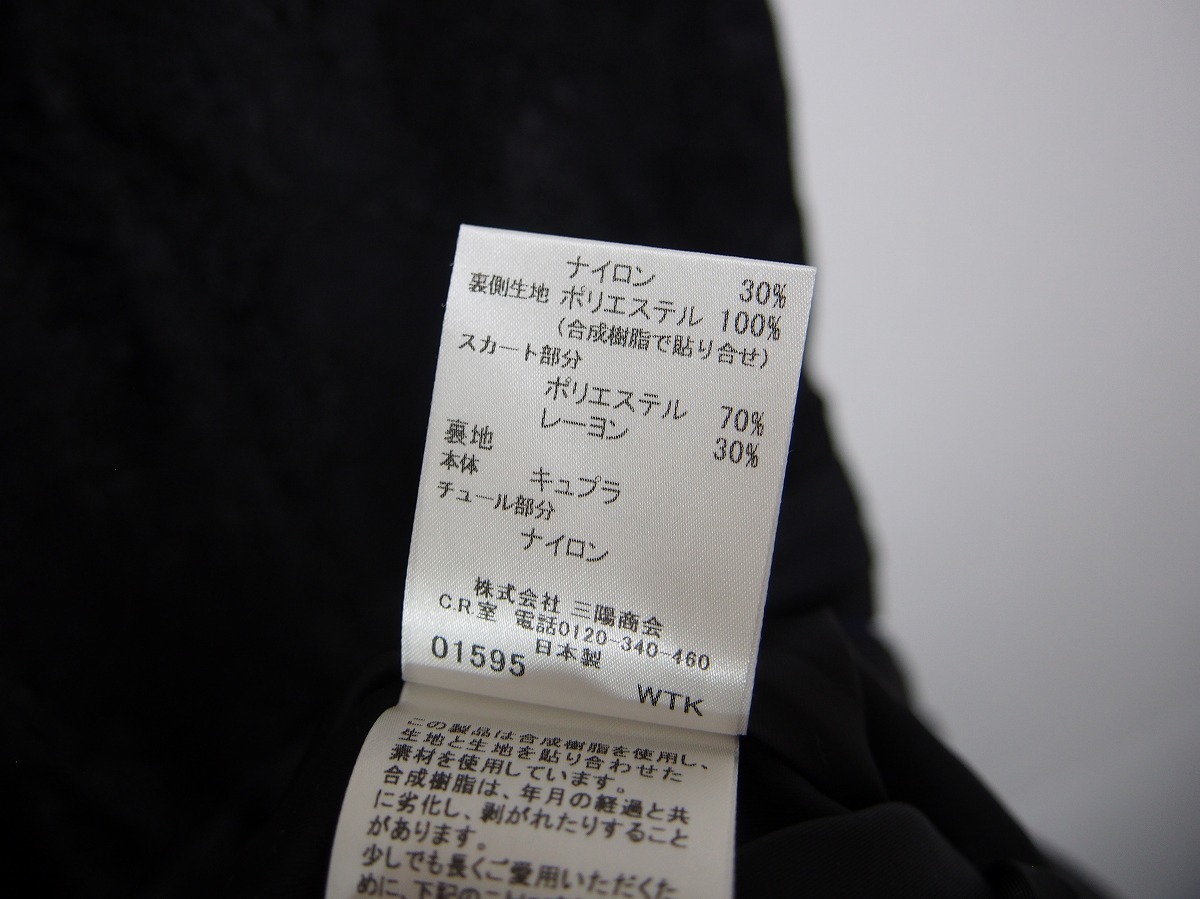 ナイロン 30%
裏側生地 ポリエステル 100%
(合成樹脂で貼り合せ)
スカート部分
ポリエステル 70%
レーヨン 30%
裏地
本体 キュプラ
チュール部分
ナイロン
株式会社 三陽商会
C.R室 電話0120-340-460
01595 日本製
WTK
この製品は合成樹脂を使用し、
生地と生地を貼り合わせた
素材を使用しています。
合成樹脂は、年月の経過と共
に劣化し、剥がれたりすること
があります。
少しでも長くご愛用いただくた
めに、下記のこ